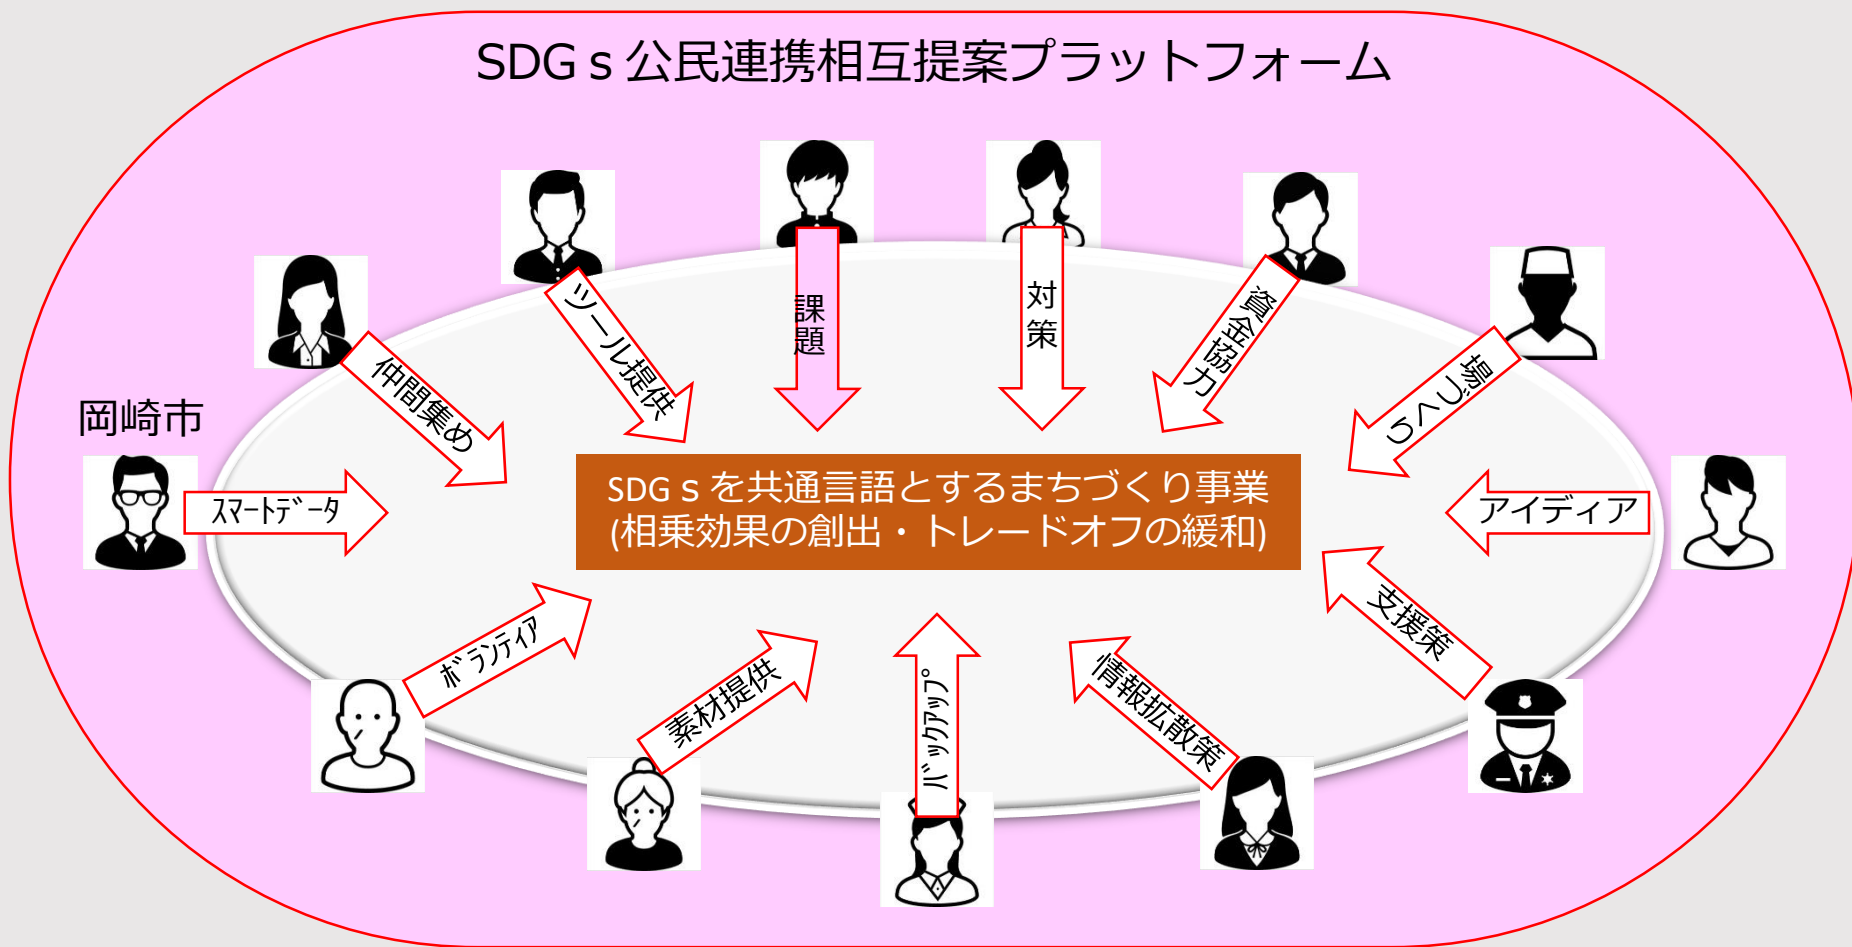 SDGｓ公民連携相互提案プラットフォーム
課題
対策
ツール提供
資金協力
仲間集め
場づくり
岡崎市
ｽﾏｰﾄﾃﾞｰﾀ
SDGｓを共通言語とするまちづくり事業
(相乗効果の創出・トレードオフの緩和)
アイディア
ﾎﾞﾗﾝﾃｨｱ
素材提供
ﾊﾞｯｸｱｯﾌﾟ
情報拡散策
支援策